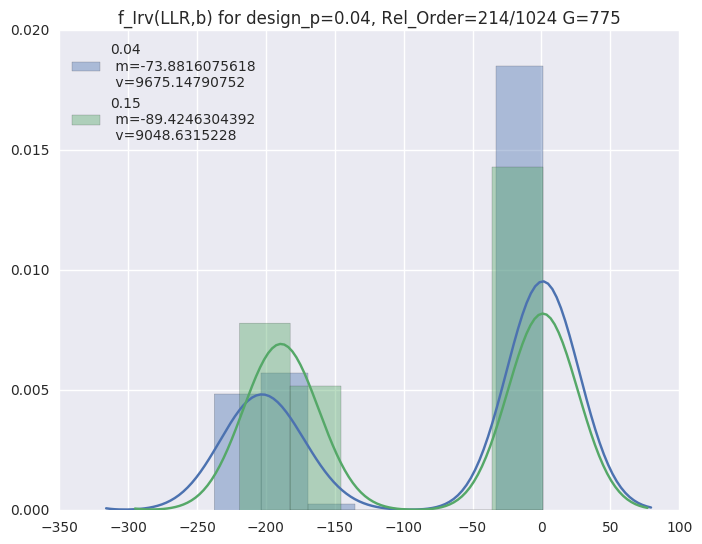 f_Irv(LLR,b) for design_p=0.04, Rel_Order=214/1024 G=775
0.020
0.015
0.010
0.005
0.000
0.04
m=-73.8816075618
v=9675.14790752
0.15
m=-89.4246304392
v=9048.6315228
−350 −300 −250 −200 −150 −100 −50 0 50 100